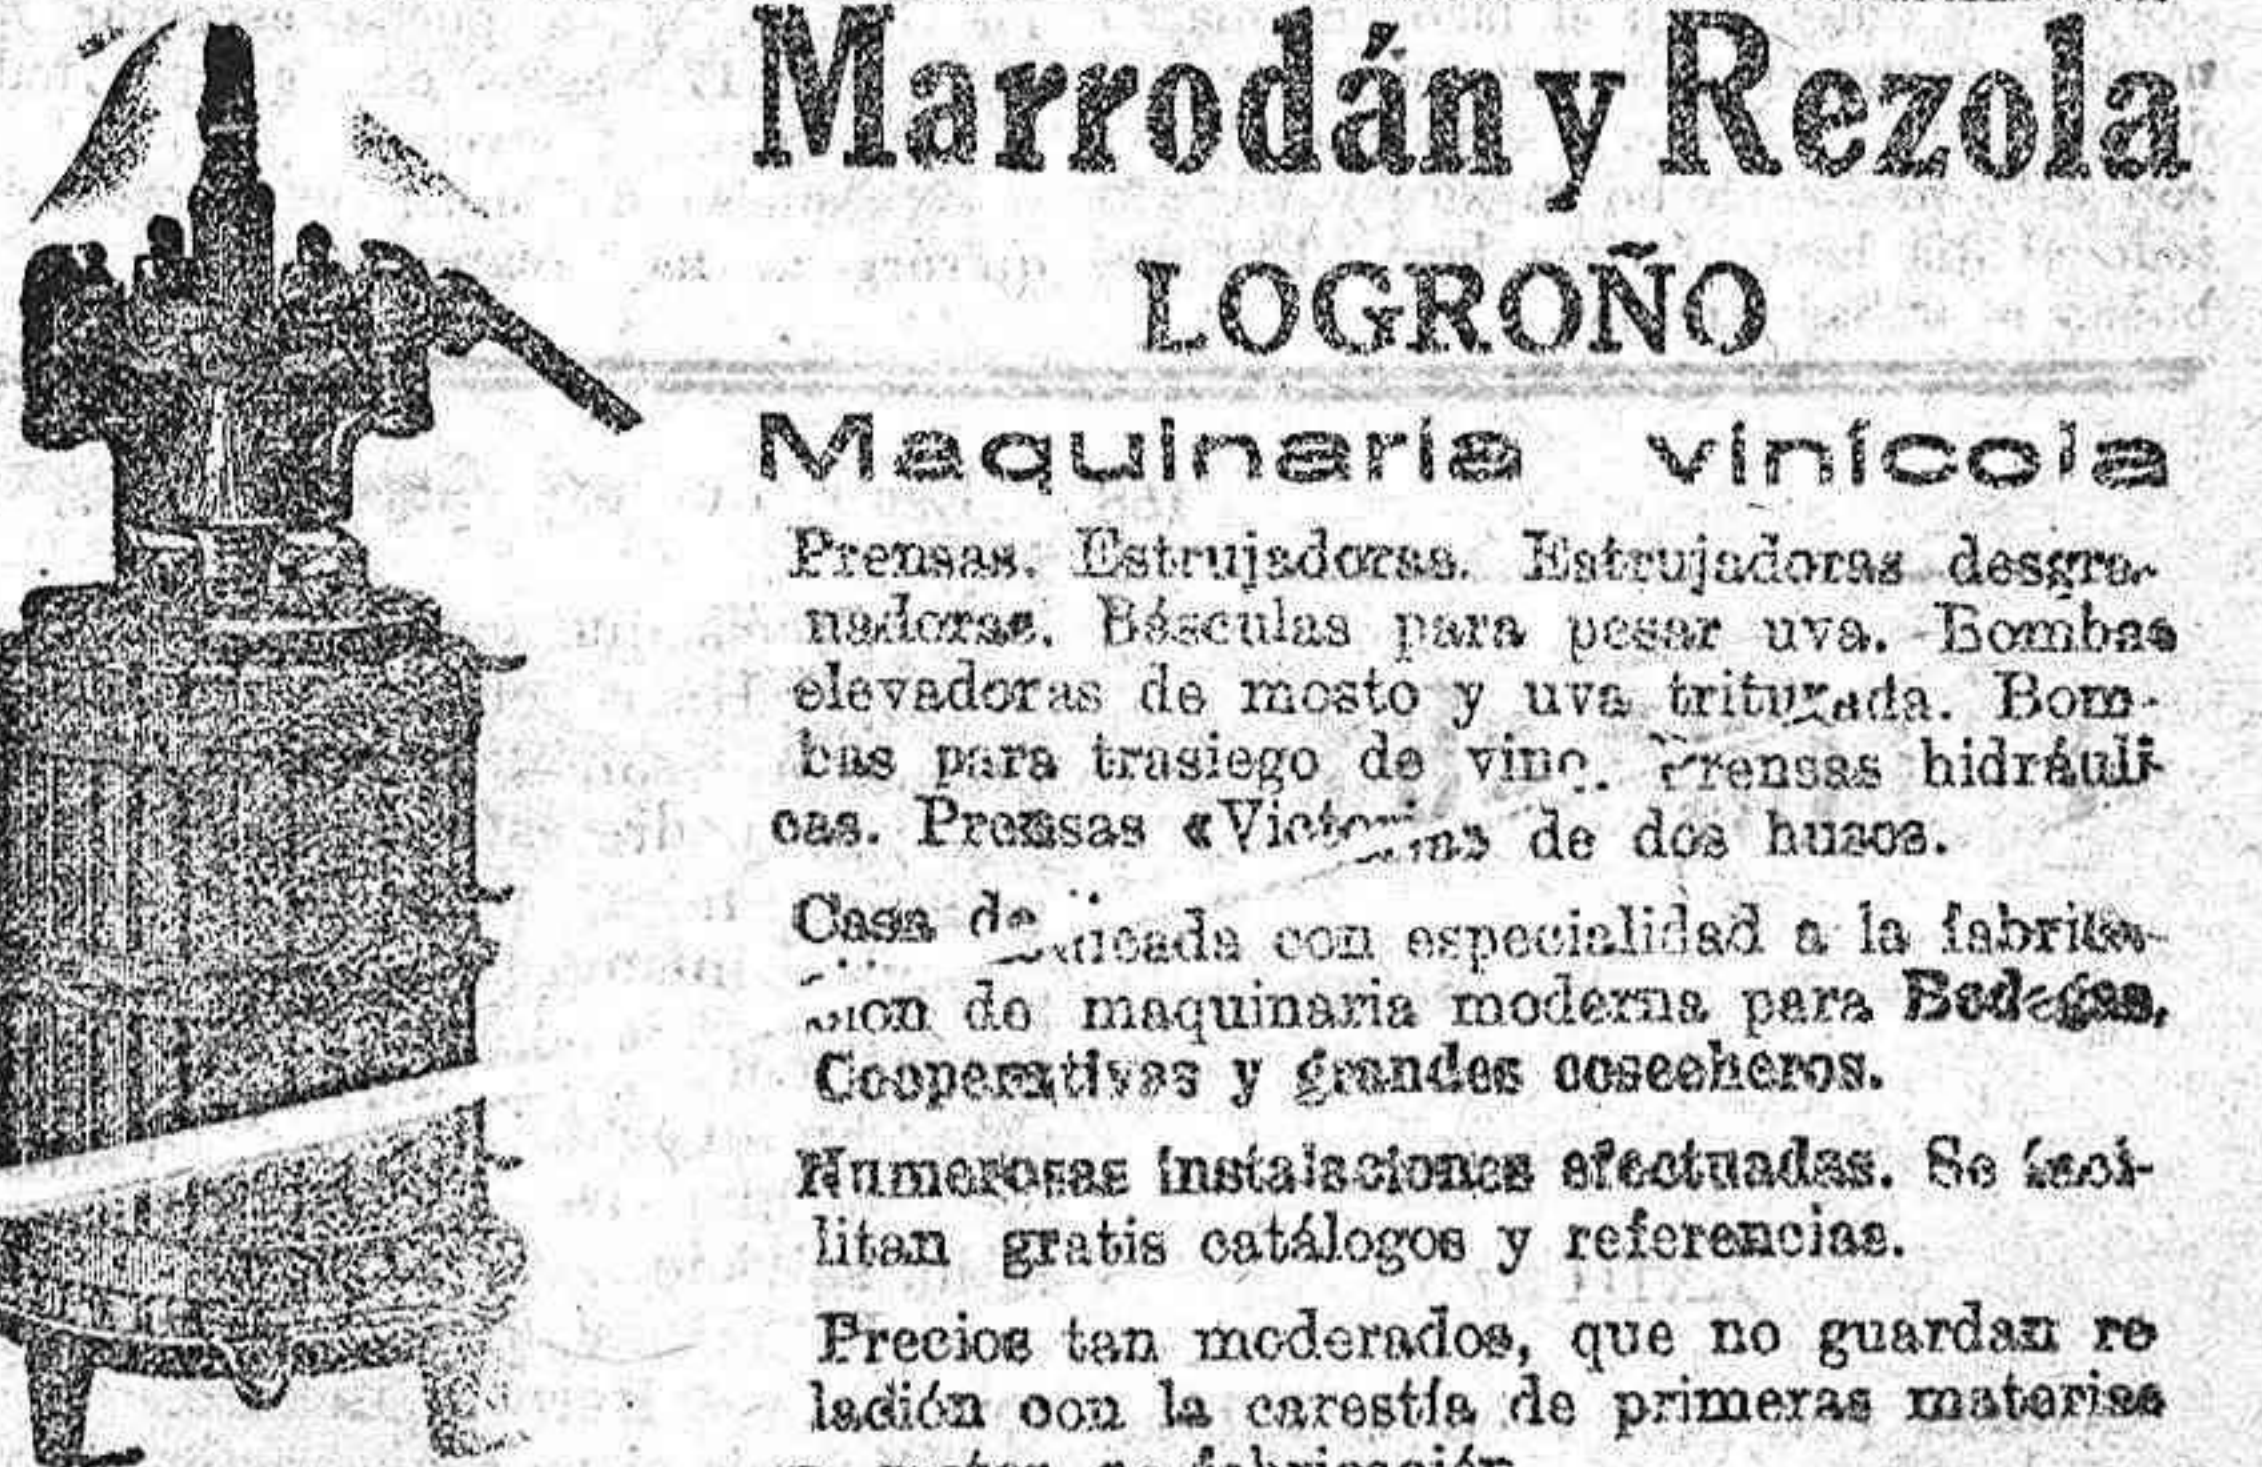 Marrodán y Rezola
LOGROÑO
Maquinaria vinícola
Prensas. Estrujadoras. Estrujadoras desgra-
nadoras. Básculas para pesar uva. Bombas
elevadoras de mosto y uva triturada. Bom-
bas para trasiego de vino. Prensas hidráuli-
cas. Prensas «Victoria» de dos husos.
Casa con especialidad a la fabrica-
ción de maquinaria moderna para Bodegas,
Cooperativas y grandes cosecheros.
Numerosas instalaciones efectuadas. Se faci-
litan gratis catálogos y referencias.
Precios tan moderados, que no guardan re
lación con la carestía de primeras materias
fabricación